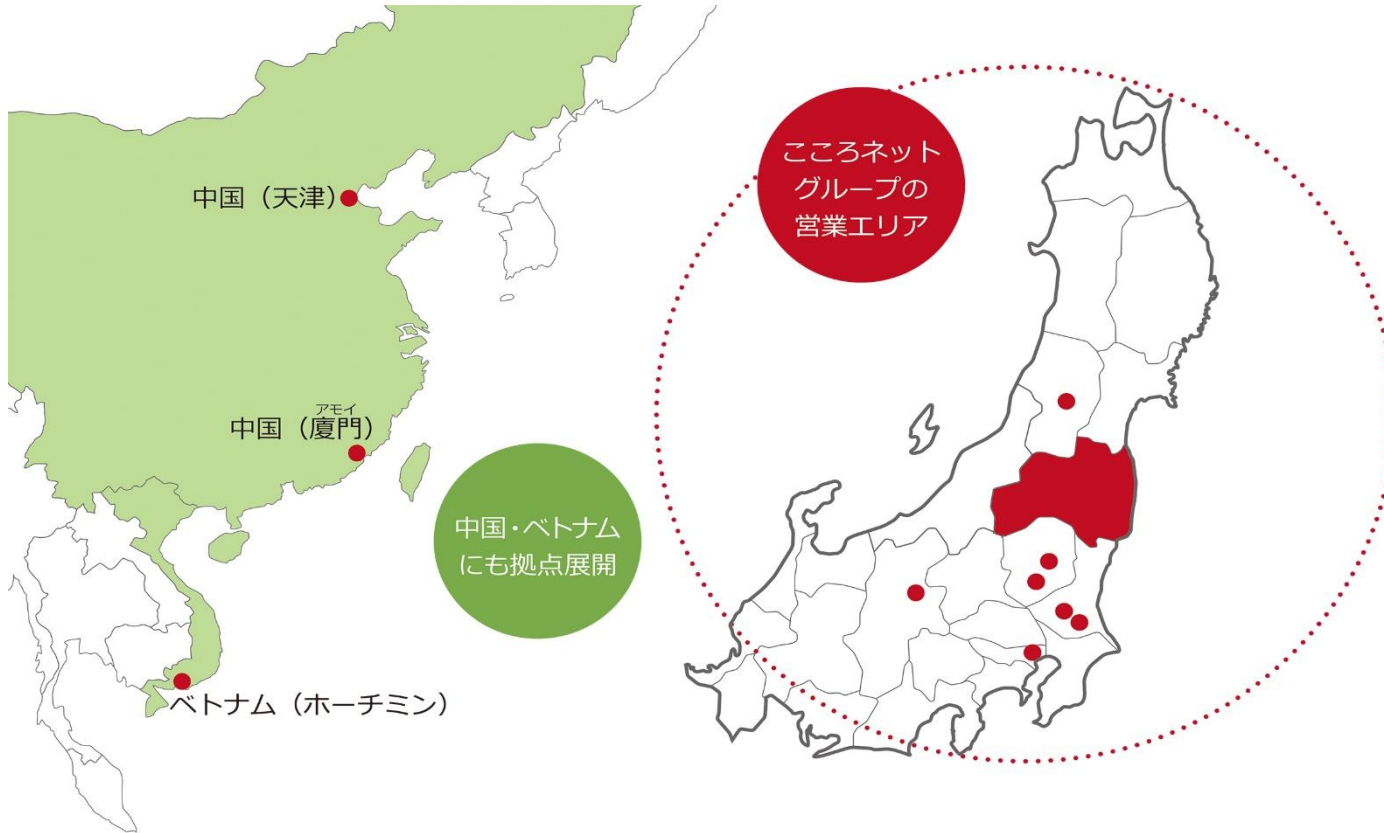 中国（天津）
アモイ
中国（廈門）
中国・ベトナム
にも拠点展開
ベトナム（ホーチミン）
こころネット
グループの
営業エリア